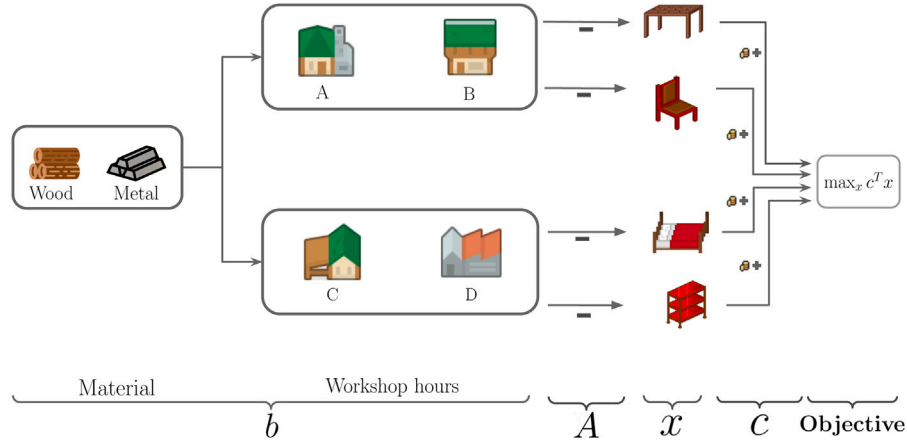 A
B
Wood
Metal
max_x c^T x
C
D
Material
Workshop hours
b
A
x
c
Objective